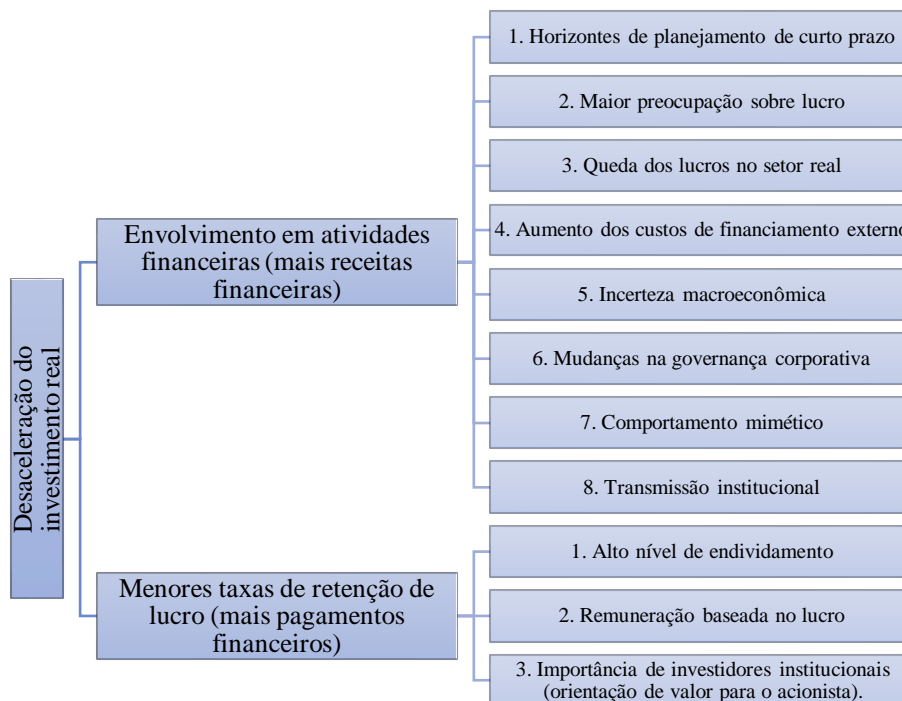 Desaceleração do
investimento real
Envolvimento em atividades
financeiras (mais receitas
financeiras)
1. Horizontes de planejamento de curto prazo
2. Maior preocupação sobre lucro
3. Queda dos lucros no setor real
4. Aumento dos custos de financiamento externo
5. Incerteza macroeconômica
6. Mudanças na governança corporativa
7. Comportamento mimético
8. Transmissão institucional
Menores taxas de retenção de
lucro (mais pagamentos
financeiros)
1. Alto nível de endividamento
2. Remuneração baseada no lucro
3. Importância de investidores institucionais
(orientação de valor para o acionista).